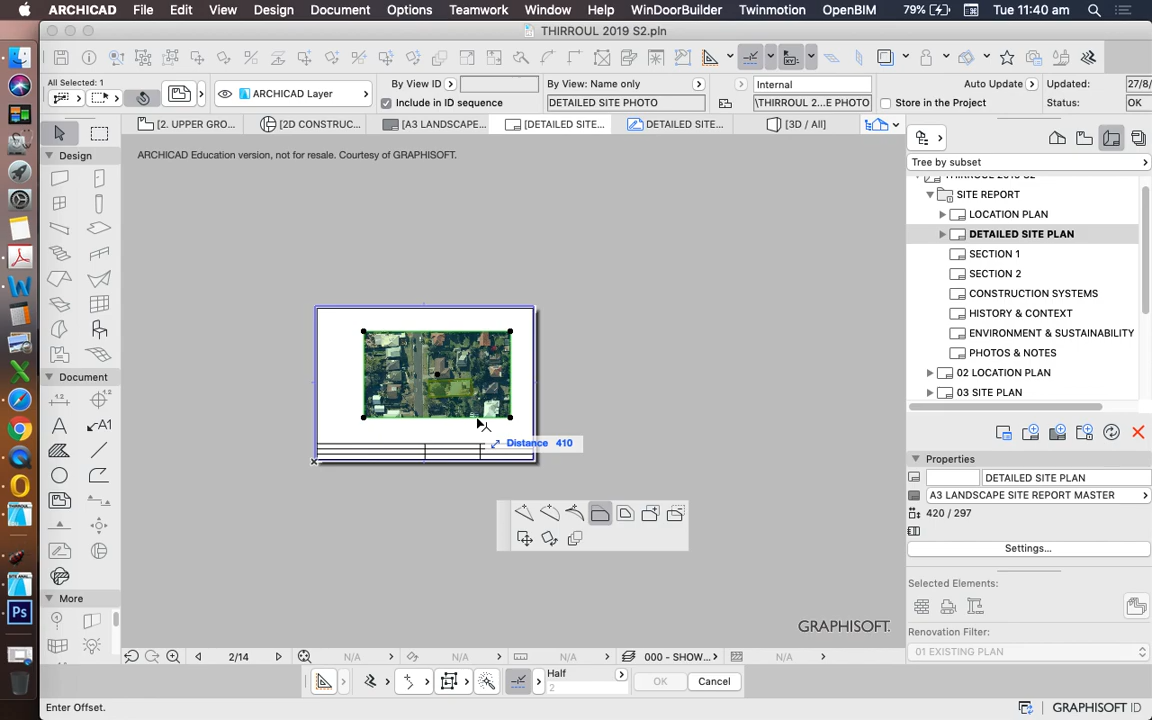 ARCHICAD File Edit View Design Document Options Teamwork Window Help WinDoorBuilder Twinmotion OpenBIM 79% Tue 11:40 am
THIRROUL 2019 S2.pln
All Selected: 1
ARCHICAD Layer
By View ID
Include in ID sequence
By View: Name only
DETAILED SITE PHOTO
Internal
\THIRROUL 2...E PHOTO
Auto Update
Store in the Project
Updated: 27/8/
Status: OK
[2. UPPER GRO... [2D CONSTRUC... [A3 LANDSCAPE... [DETAILED SITE... DETAILED SITE... [3D / All]
Design
Document
More
ARCHICAD Education version, not for resale. Courtesy of GRAPHISOFT.
Distance 410
GRAPHISOFT.
Tree by subset
SITE REPORT
LOCATION PLAN
DETAILED SITE PLAN
SECTION 1
SECTION 2
CONSTRUCTION SYSTEMS
HISTORY & CONTEXT
ENVIRONMENT & SUSTAINABILITY
PHOTOS & NOTES
02 LOCATION PLAN
03 SITE PLAN
Properties
DETAILED SITE PLAN
A3 LANDSCAPE SITE REPORT MASTER
420 / 297
Settings...
Selected Elements:
Renovation Filter:
01 EXISTING PLAN
2/14 N/A N/A N/A 000 - SHOW... N/A
Half
2
OK
Cancel
Enter Offset.
GRAPHISOFT ID